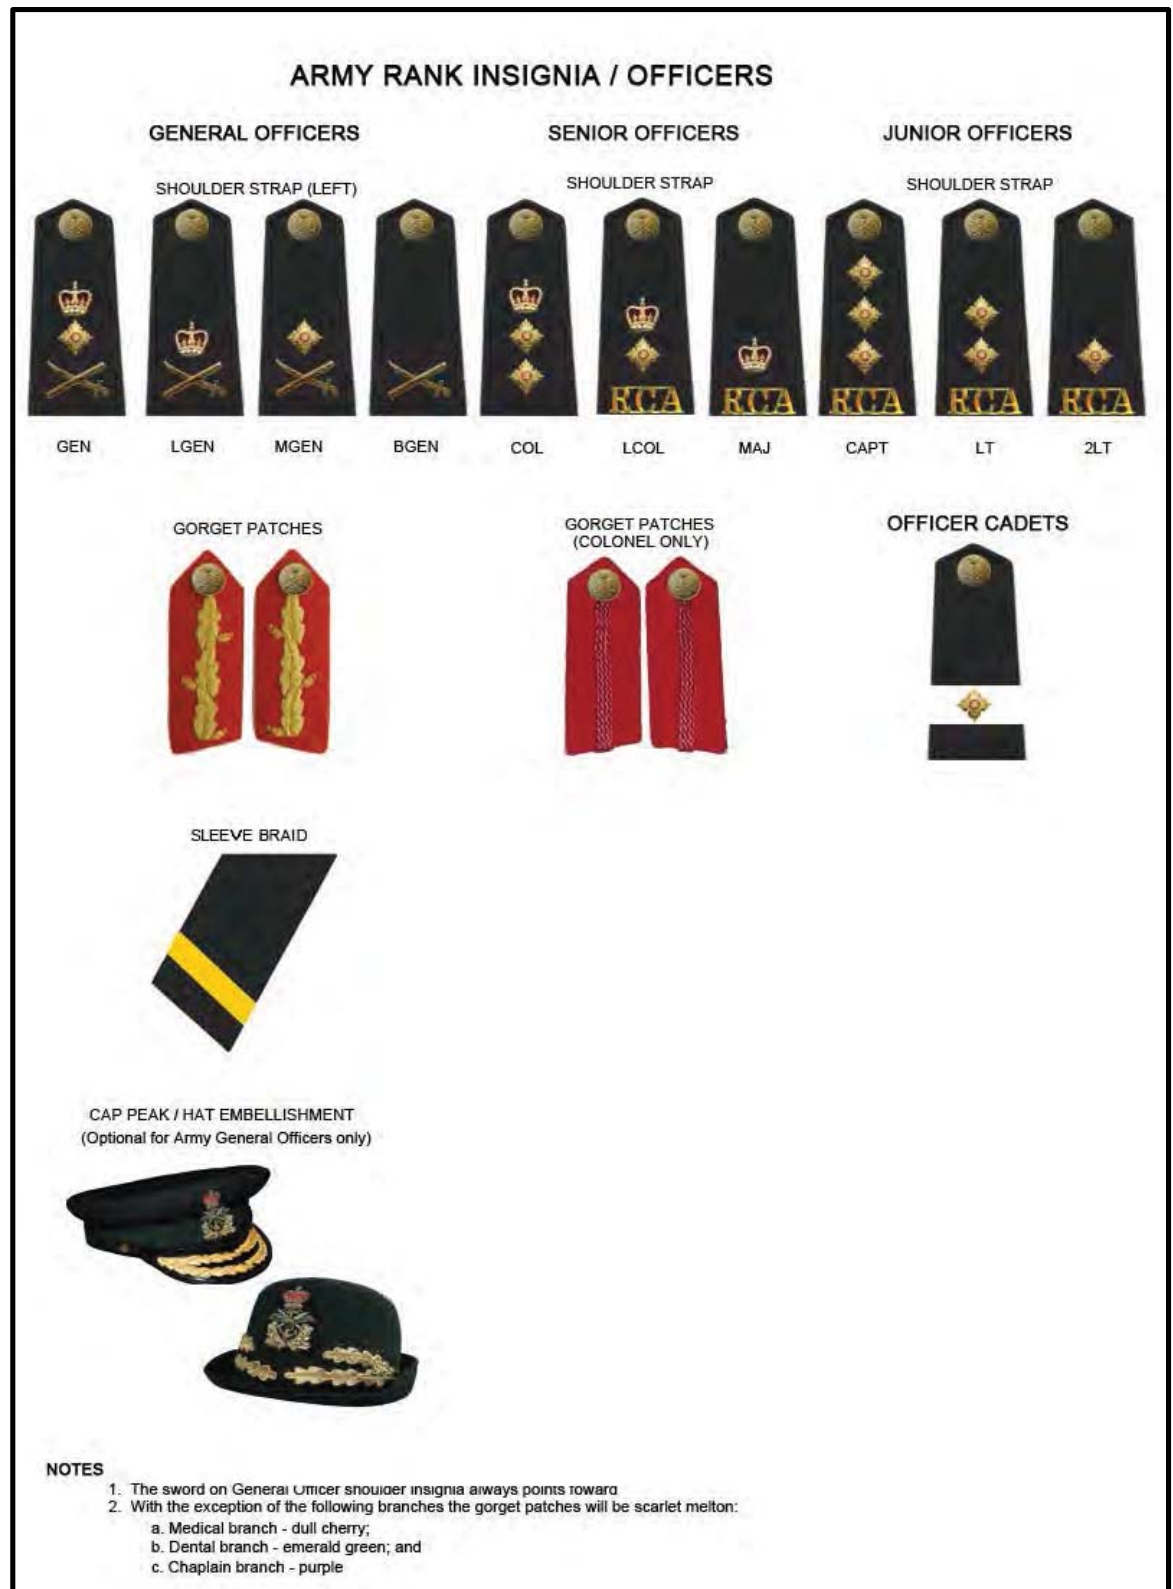 ARMY RANK INSIGNIA / OFFICERS
GENERAL OFFICERS
SENIOR OFFICERS
JUNIOR OFFICERS
SHOULDER STRAP (LEFT)
SHOULDER STRAP
SHOULDER STRAP
RCA
RCA
RCA
RCA
RCA
GEN
LGEN
MGEN
BGEN
COL
LCOL
MAJ
CAPT
LT
2LT
GORGET PATCHES
GORGET PATCHES
(COLONEL ONLY)
OFFICER CADETS
SLEEVE BRAID
CAP PEAK / HAT EMBELLISHMENT
(Optional for Army General Officers only)
NOTES
1. The sword on General Officer shoulder insignia always points foward
2. With the exception of the following branches the gorget patches will be scarlet melton:
a. Medical branch - dull cherry;
b. Dental branch - emerald green; and
c. Chaplain branch - purple